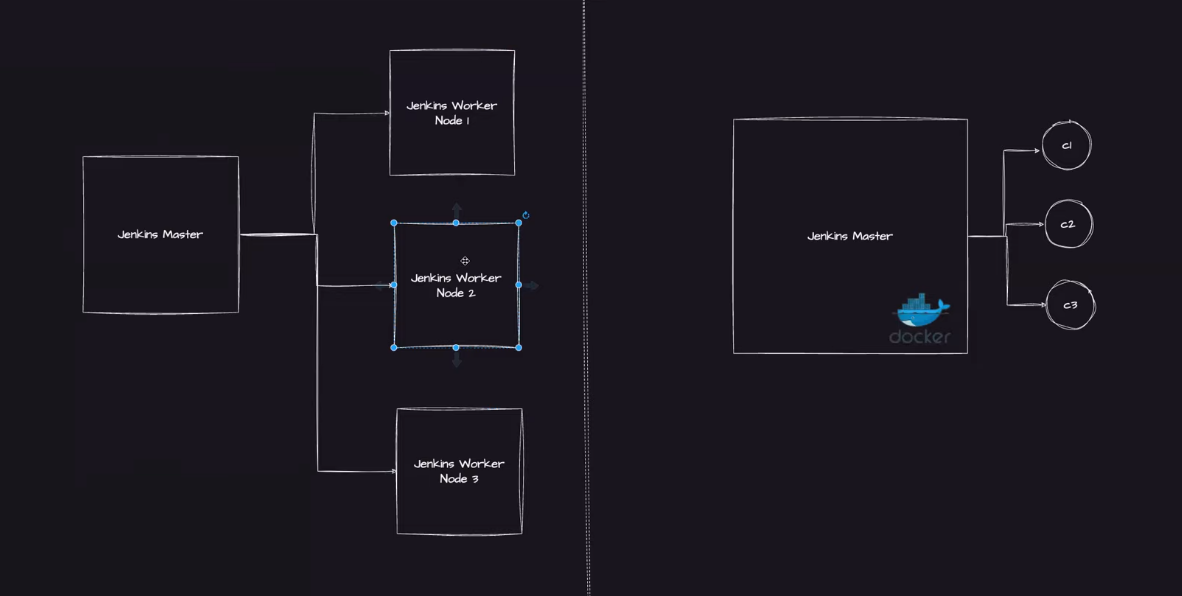 Jenkins Master
Jenkins Worker
Node 1
Jenkins Worker
Node 2
Jenkins Worker
Node 3
Jenkins Master
docker
c1
c2
c3